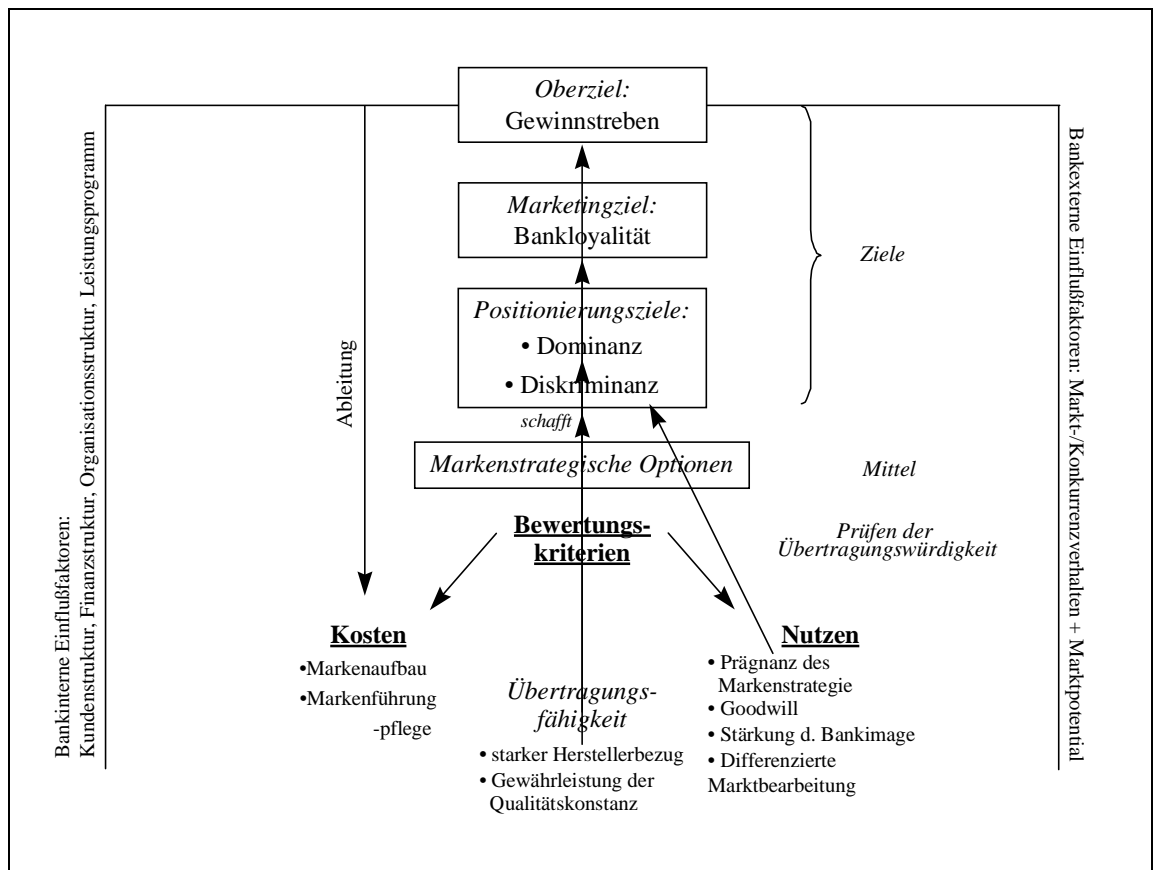 Oberziel:
Gewinnstreben
Marketingziel:
Bankloyalität
Positionierungsziele:
• Dominanz
• Diskriminanz
schafft
Markenstrategische Optionen
Bewertungs-
kriterien
Ziele
Mittel
Prüfen der
Übertragungswürdigkeit
Ableitung
Kosten
•Markenaufbau
•Markenführung
-pflege
Übertragungs-
fähigkeit
• starker Herstellerbezug
• Gewährleistung der
Qualitätskonstanz
Nutzen
• Prägnanz des
Markenstrategie
• Goodwill
• Stärkung d. Bankimage
• Differenzierte
Marktbearbeitung
Bankinterne Einflußfaktoren:
Kundenstruktur, Finanzstruktur, Organisationsstruktur, Leistungsprogramm
Bankexterne Einflußfaktoren: Markt-/Konkurrenzverhalten + Marktpotential